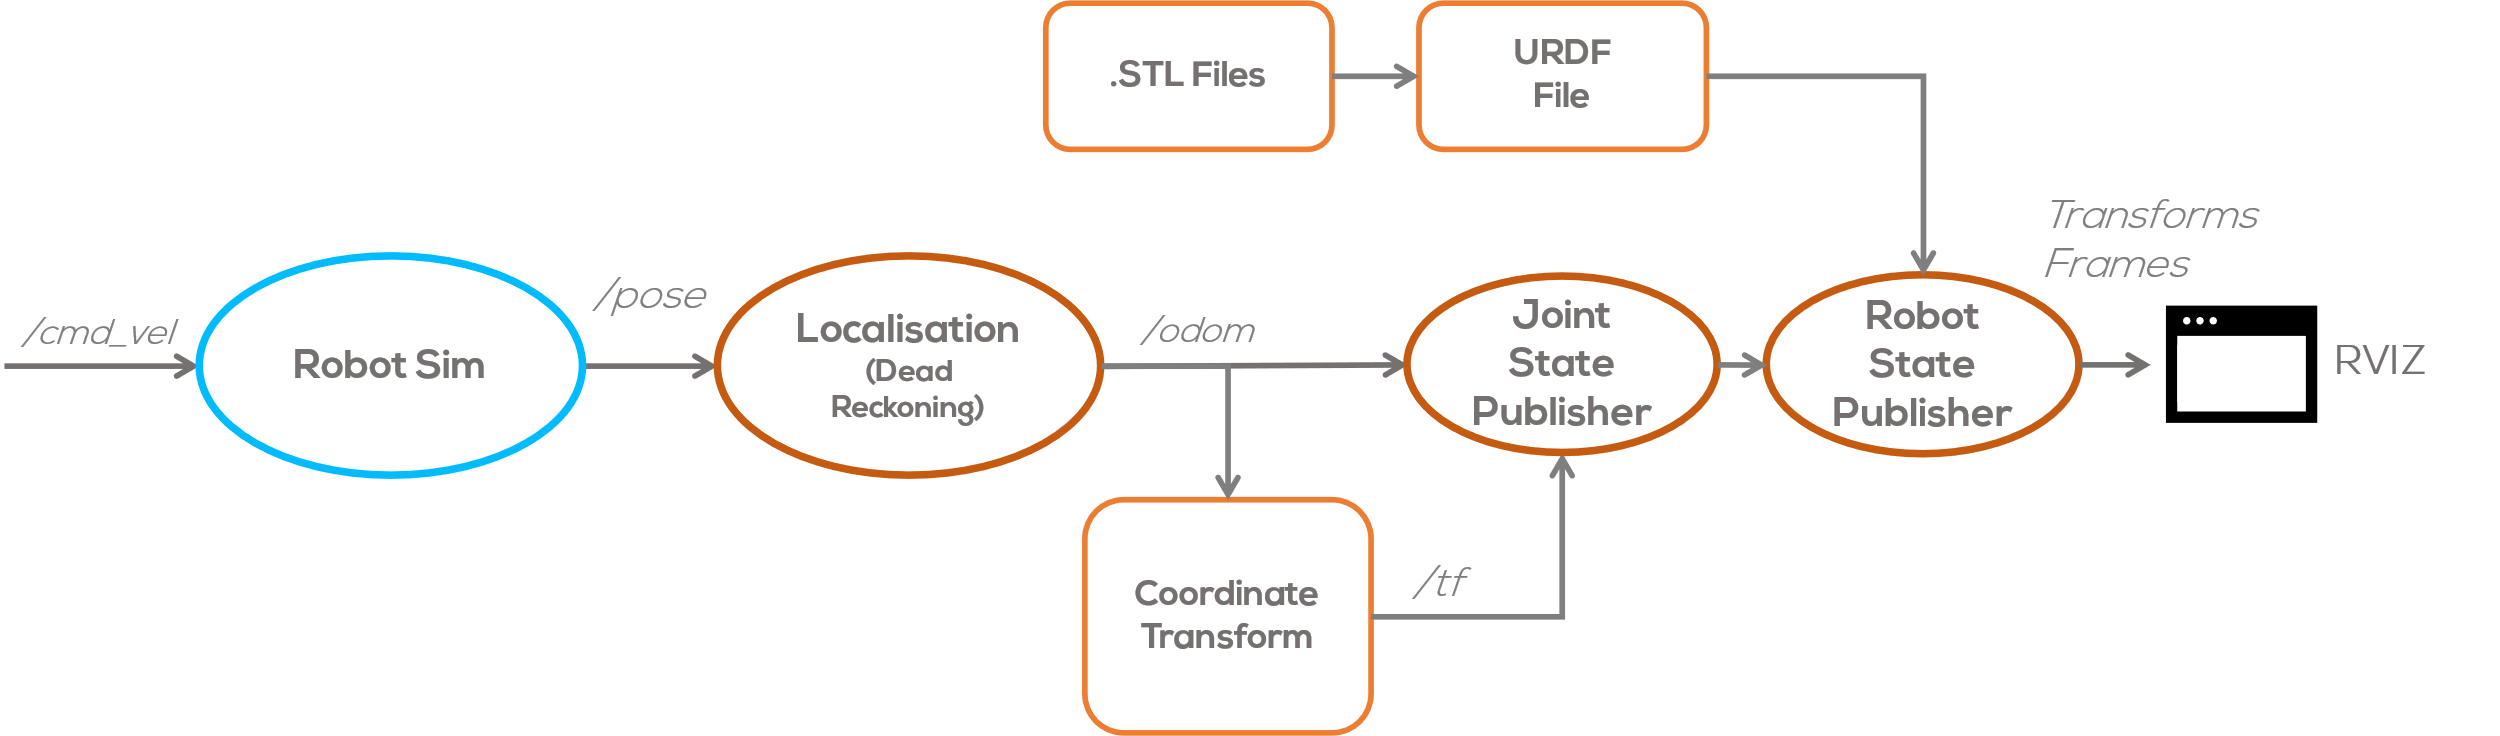 .STL Files
URDF
File
Transforms
Frames
/cmd_vel
Robot Sim
/pose
Localisation
(Dead
Reckoning)
/odom
Joint
State
Publisher
Robot
State
Publisher
RVIZ
Coordinate
Transform
/tf